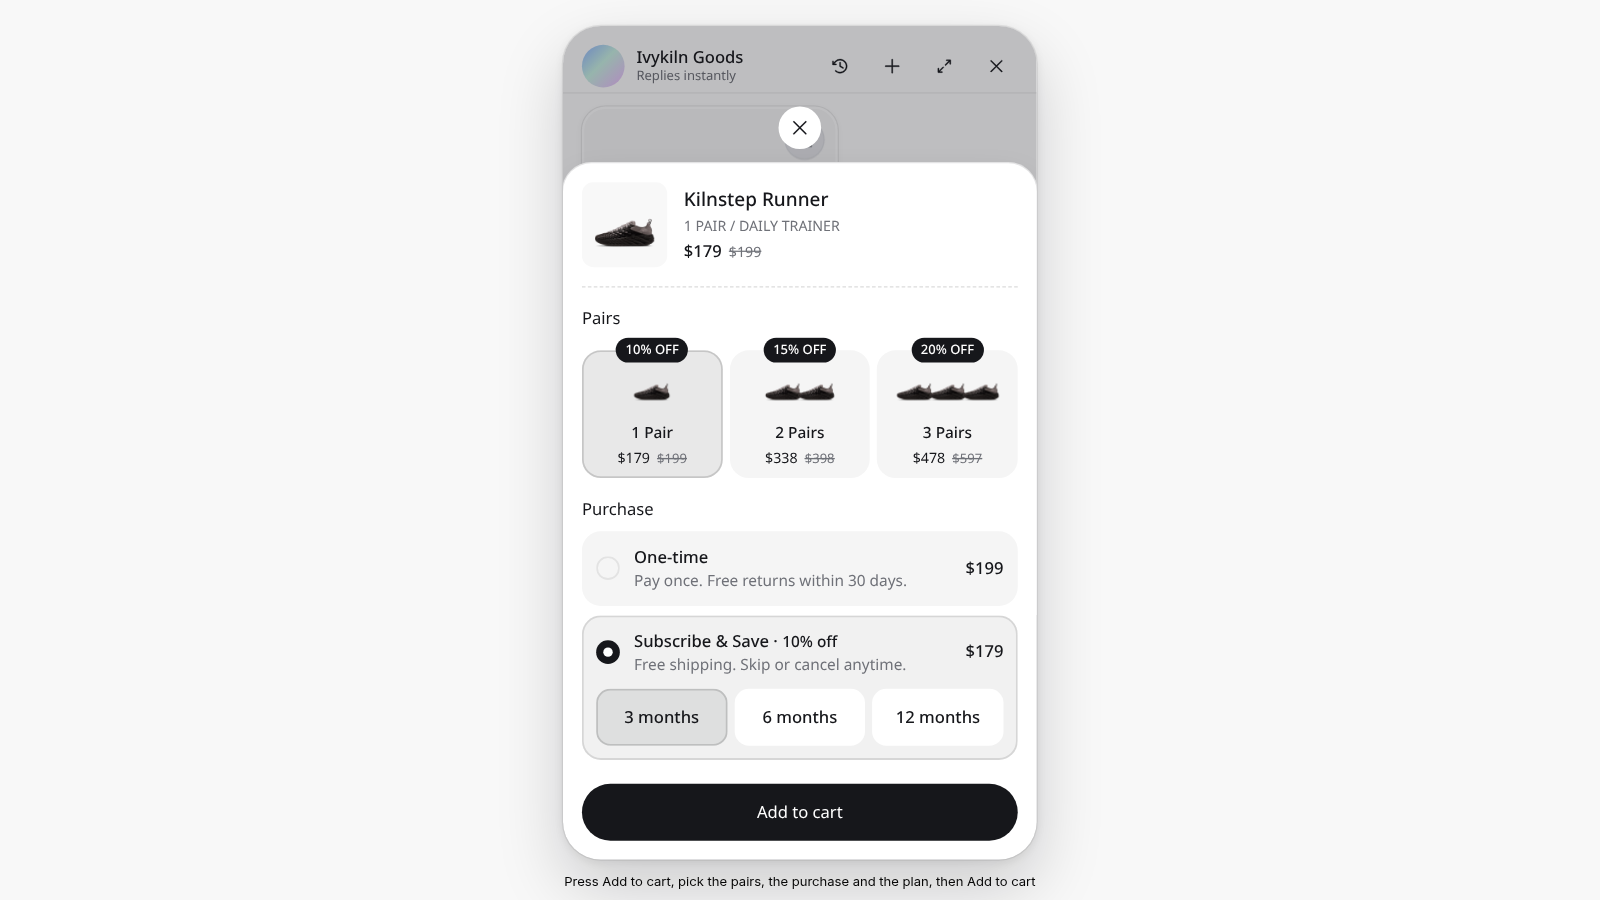 Ivykiln Goods
Replies instantly
Kilnstep Runner
1 PAIR / DAILY TRAINER
$179 $199
Pairs
10% OFF
15% OFF
20% OFF
1 Pair
2 Pairs
3 Pairs
$179 $199
$338 $398
$478 $597
Purchase
One-time
Pay once. Free returns within 30 days.
$199
Subscribe & Save · 10% off
Free shipping. Skip or cancel anytime.
$179
3 months
6 months
12 months
Add to cart
Press Add to cart, pick the pairs, the purchase and the plan, then Add to cart